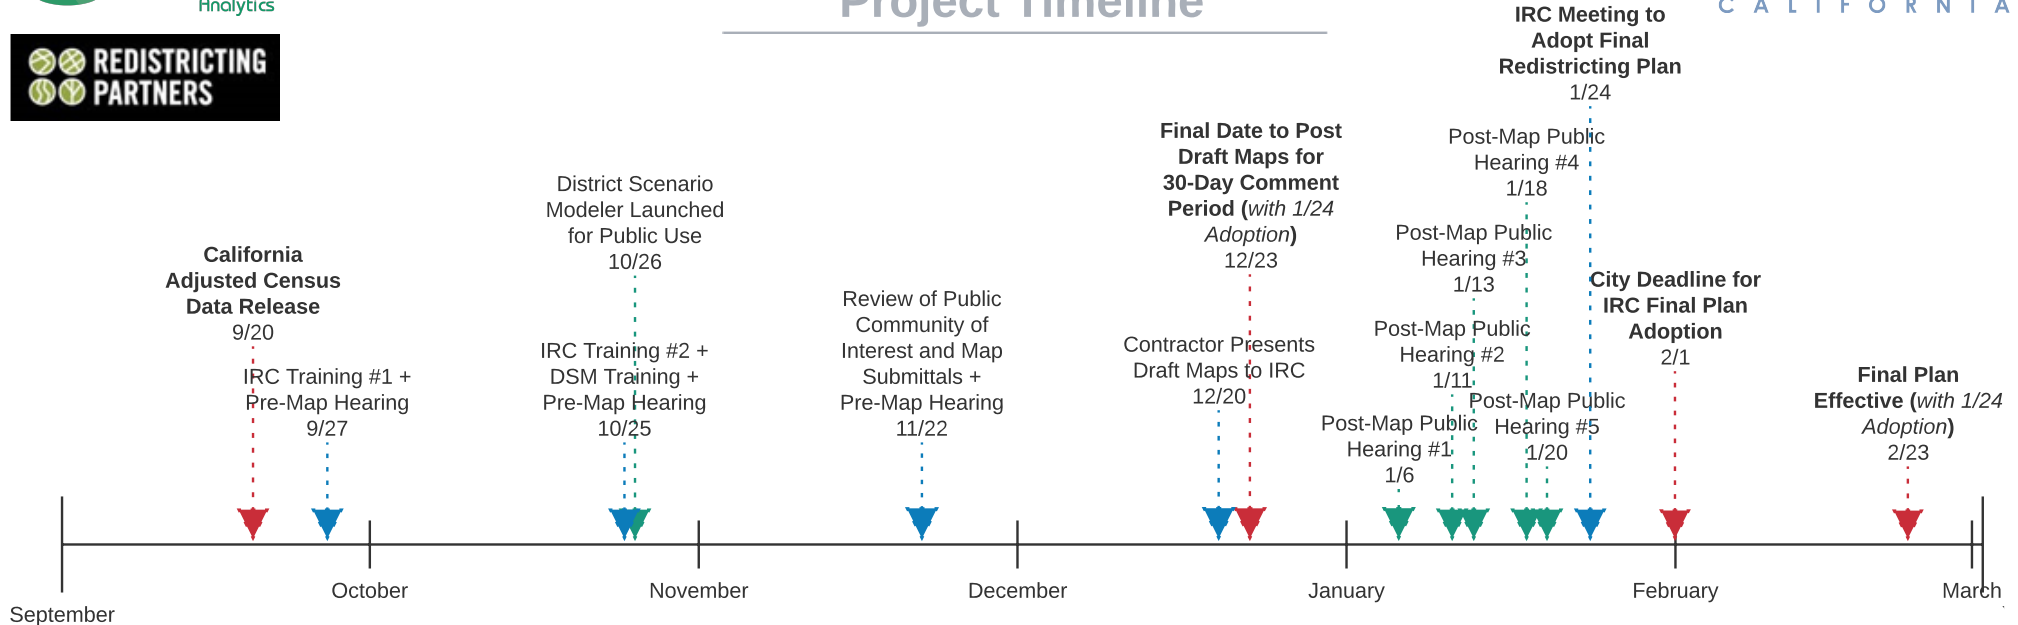 Analytics
Project Timeline
CALIFORNIA
REDISTRICTING
PARTNERS
IRC Meeting to
Adopt Final
Redistricting Plan
1/24
Final Date to Post
Draft Maps for
30-Day Comment
Period (with 1/24
Adoption)
12/23
Post-Map Public
Hearing #4
1/18
District Scenario
Modeler Launched
for Public Use
10/26
Post-Map Public
Hearing #3
1/13
California
Adjusted Census
Data Release
9/20
City Deadline for
IRC Final Plan
Adoption
2/1
Review of Public
Community of
Interest and Map
Submittals +
Pre-Map Hearing
11/22
Contractor Presents
Draft Maps to IRC
12/20
Post-Map Public
Hearing #2
1/11
IRC Training #1 +
Pre-Map Hearing
9/27
IRC Training #2 +
DSM Training +
Pre-Map Hearing
10/25
Post-Map Public
Hearing #1
1/6
Post-Map Public
Hearing #5
1/20
Final Plan
Effective (with 1/24
Adoption)
2/23
September
October
November
December
January
February
March